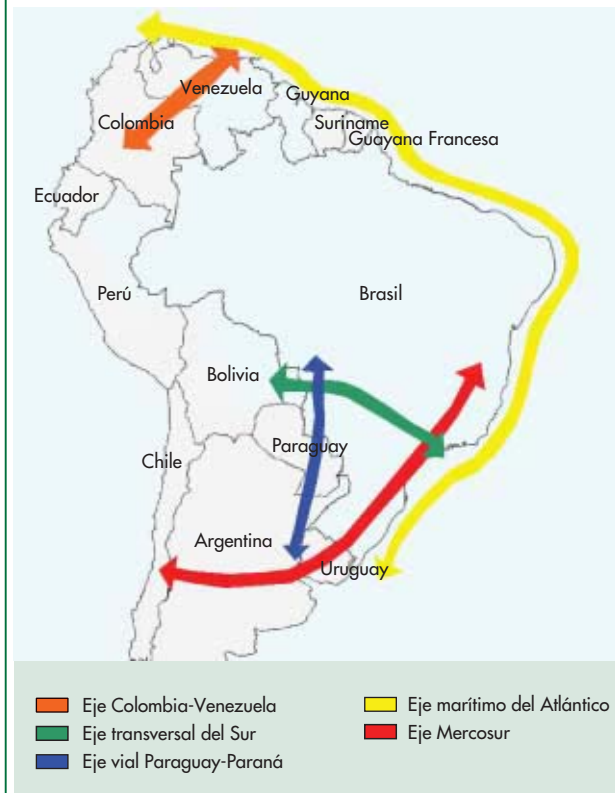 Venezuela
Guyana
Colombia
Suriname
Guayana Francesa
Ecuador
Perú
Brasil
Bolivia
Paraguay
Chile
Argentina
Uruguay
Eje Colombia-Venezuela
Eje transversal del Sur
Eje vial Paraguay-Paraná
Eje marítimo del Atlántico
Eje Mercosur